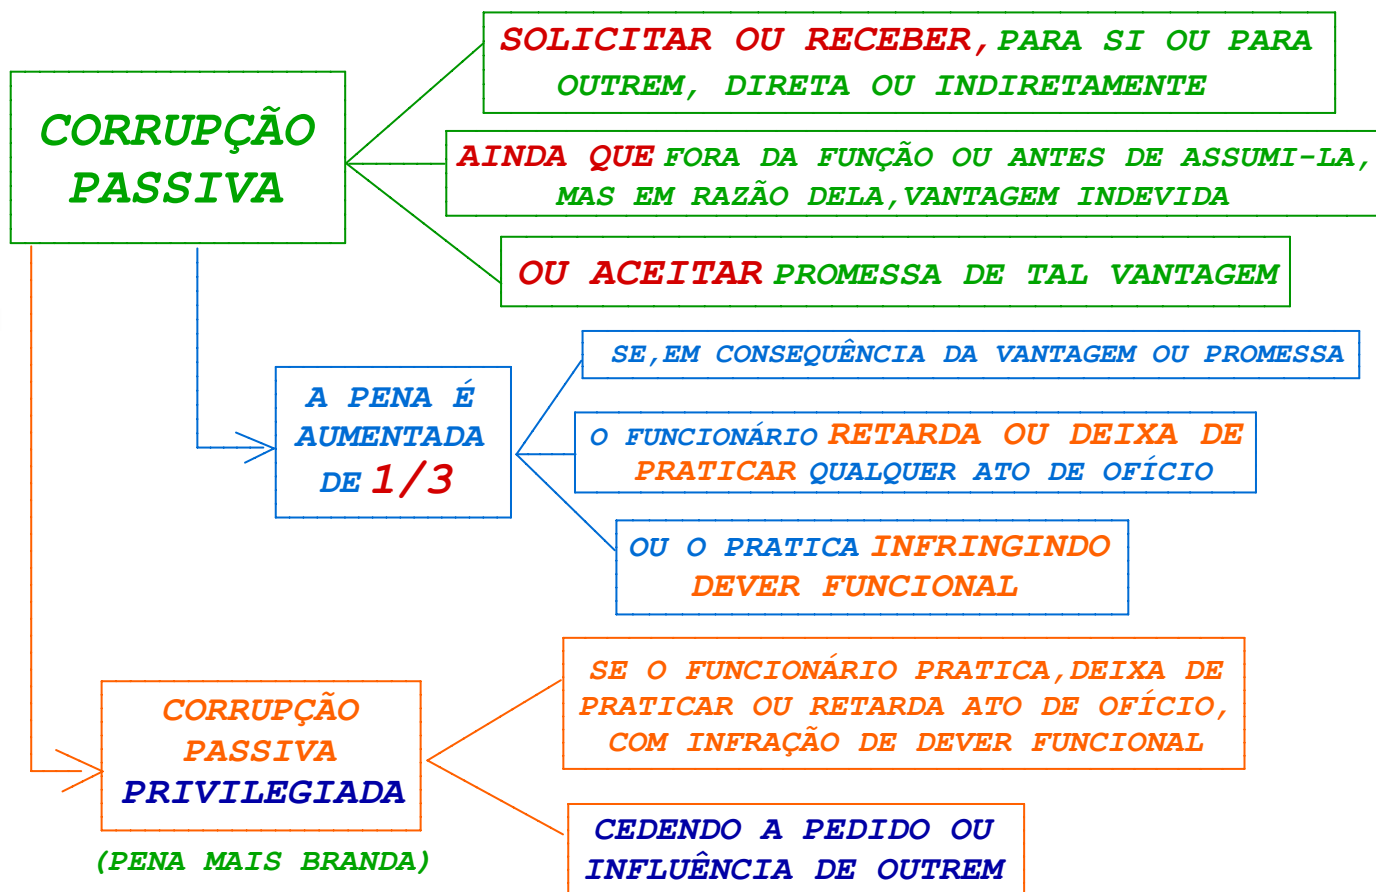 CORRUPÇÃO
PASSIVA
SOLICITAR OU RECEBER, PARA SI OU PARA
OUTREM, DIRETA OU INDIRETAMENTE
AINDA QUE FORA DA FUNÇÃO OU ANTES DE ASSUMI-LA,
MAS EM RAZÃO DELA, VANTAGEM INDEVIDA
OU ACEITAR PROMESSA DE TAL VANTAGEM
A PENA É
AUMENTADA
DE 1/3
SE, EM CONSEQUÊNCIA DA VANTAGEM OU PROMESSA
O FUNCIONÁRIO RETARDA OU DEIXA DE
PRATICAR QUALQUER ATO DE OFÍCIO
OU O PRATICA INFRINGINDO
DEVER FUNCIONAL
CORRUPÇÃO
PASSIVA
PRIVILEGIADA
(PENA MAIS BRANDA)
SE O FUNCIONÁRIO PRATICA, DEIXA DE
PRATICAR OU RETARDA ATO DE OFÍCIO,
COM INFRAÇÃO DE DEVER FUNCIONAL
CEDENDO A PEDIDO OU
INFLUÊNCIA DE OUTREM